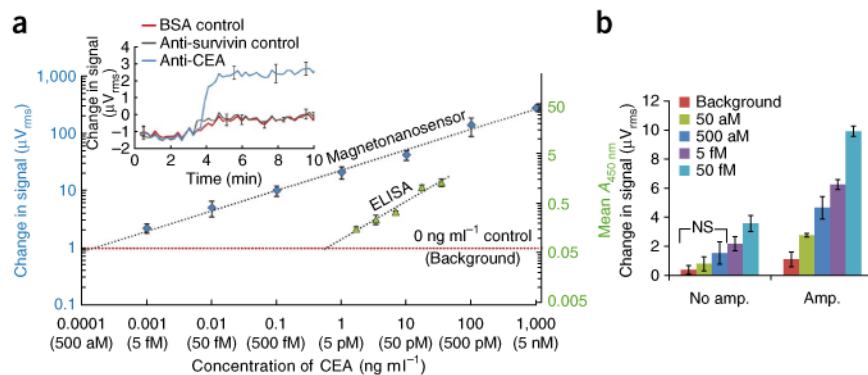 a
BSA control
Anti-survivin control
Anti-CEA
Change in signal
(μVrms)
4
3
2
1
0
−1
−2
0 2 4 6 8 10
Time (min)
Change in signal (μVrms)
1,000
100
10
1
0.1
Magnetonanosensor
ELISA
0 ng ml−1 control
(Background)
50
5
0.5
0.05
0.005
Mean A450 nm
0.0001 0.001 0.01 0.1 1 10 100 1,000
(500 aM) (5 fM) (50 fM) (500 fM) (5 pM) (50 pM) (500 pM) (5 nM)
Concentration of CEA (ng ml−1)
b
Change in signal (μVrms)
12
10
8
6
4
2
0
Background
50 aM
500 aM
5 fM
50 fM
NS
No amp. Amp.